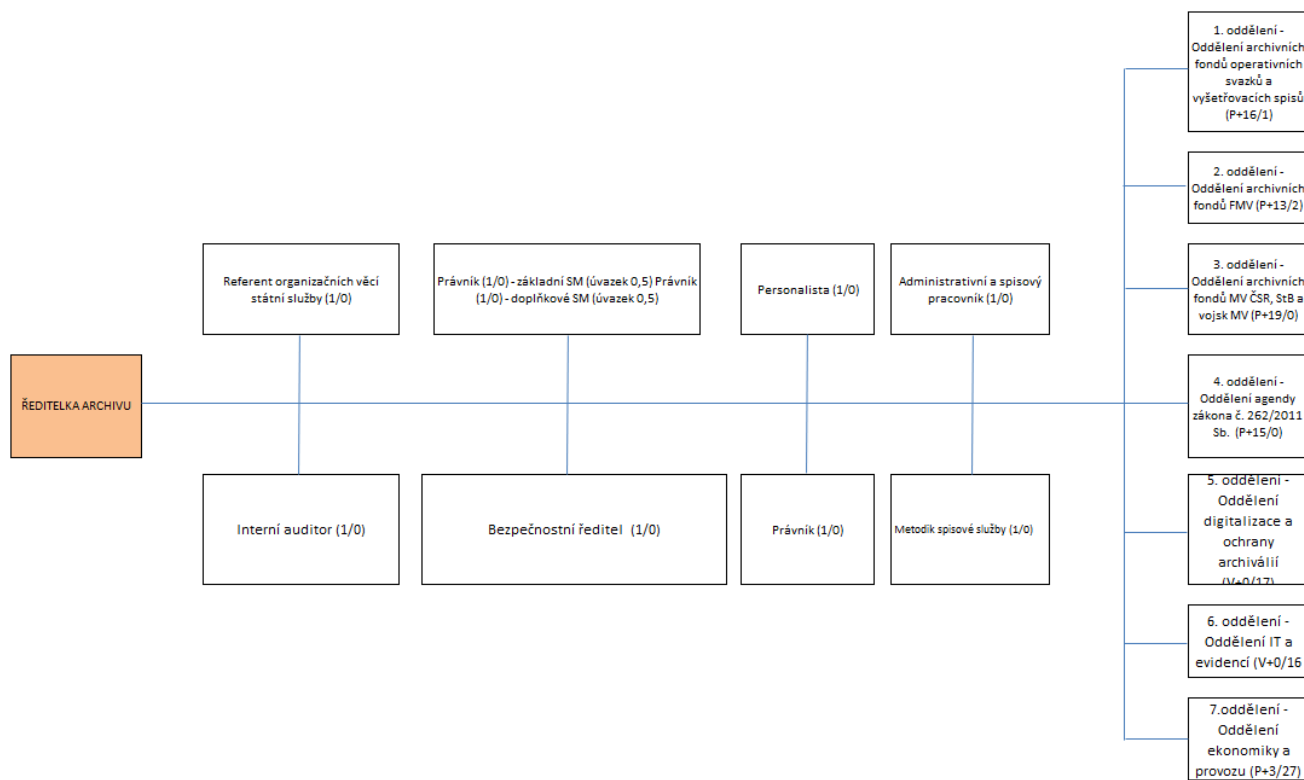 ŘEDITELKA ARCHIVU
Referent organizačních věcí
státní služby (1/0)
Právník (1/0) - základní SM (úvazek 0,5) Právník
(1/0) - doplňkové SM (úvazek 0,5)
Personalista (1/0)
Administrativní a spisový
pracovník (1/0)
Interní auditor (1/0)
Bezpečnostní ředitel (1/0)
Právník (1/0)
Metodik spisové služby (1/0)
1. oddělení -
Oddělení archivních
fondů operativních
svazků a
vyšetřovacích spisů
(P+16/1)
2. oddělení -
Oddělení archivních
fondů FMV (P+13/2)
3. oddělení -
Oddělení archivních
fondů MV ČSR, StB a
vojsk MV (P+19/0)
4. oddělení -
Oddělení agendy
zákona č. 262/2011
Sb. (P+15/0)
5. oddělení -
Oddělení
digitalizace a
ochrany
archiválií
(V+0/17)
6. oddělení -
Oddělení IT a
evidencí (V+0/16
7.oddělení -
Oddělení
ekonomiky a
provozu (P+3/27)